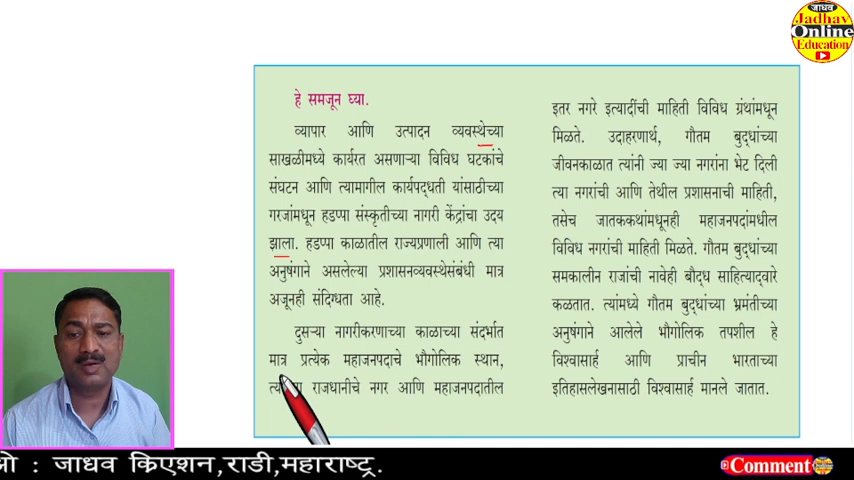 जाधव
Jadhav
Online
Education
हे समजून घ्या.
व्यापार आणि उत्पादन व्यवस्थेच्या
साखळीमध्ये कार्यरत असणाऱ्या विविध घटकांचे
संघटन आणि त्यामागील कार्यपद्धती यांसाठीच्या
गरजांमधून हडप्पा संस्कृतीच्या नागरी केंद्रांचा उदय
झाला. हडप्पा काळातील राज्यप्रणाली आणि त्या
अनुषंगाने असलेल्या प्रशासनव्यवस्थेसंबंधी मात्र
अजूनही संदिग्धता आहे.
दुसऱ्या नागरीकरणाच्या काळाच्या संदर्भात
मात्र प्रत्येक महाजनपदाचे भौगोलिक स्थान,
राजधानीचे नगर आणि महाजनपदातील
इतर नगरे इत्यादींची माहिती विविध ग्रंथांमधून
मिळते. उदाहरणार्थ, गौतम बुद्धांच्या
जीवनकाळात त्यांनी ज्या ज्या नगरांना भेट दिली
त्या नगरांची आणि तेथील प्रशासनाची माहिती,
तसेच जातककथांमधूनही महाजनपदांमधील
विविध नगरांची माहिती मिळते. गौतम बुद्धांच्या
समकालीन राजांची नावेही बौद्ध साहित्याद्वारे
कळतात. त्यांमध्ये गौतम बुद्धांच्या भ्रमंतीच्या
अनुषंगाने आलेले भौगोलिक तपशील हे
विश्वासार्ह आणि प्राचीन भारताच्या
इतिहासलेखनासाठी विश्वासार्ह मानले जातात.
: जाधव किएशन,राडी,महाराष्ट्र.
Comment